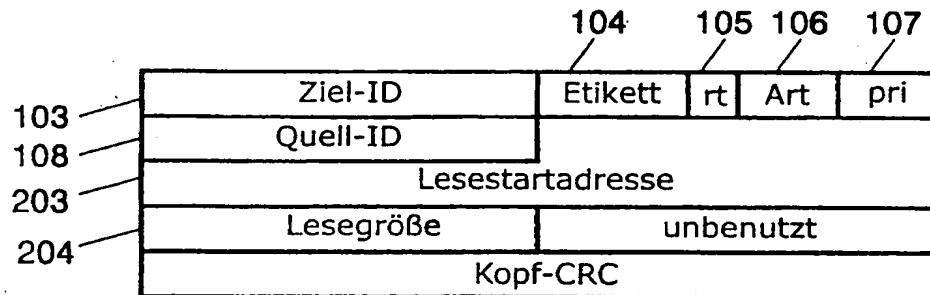 104 105 106 107
103 Ziel-ID Etikett rt Art pri
108 Quell-ID
203 Lesestartadresse
204 Lesegröße unbenutzt
Kopf-CRC